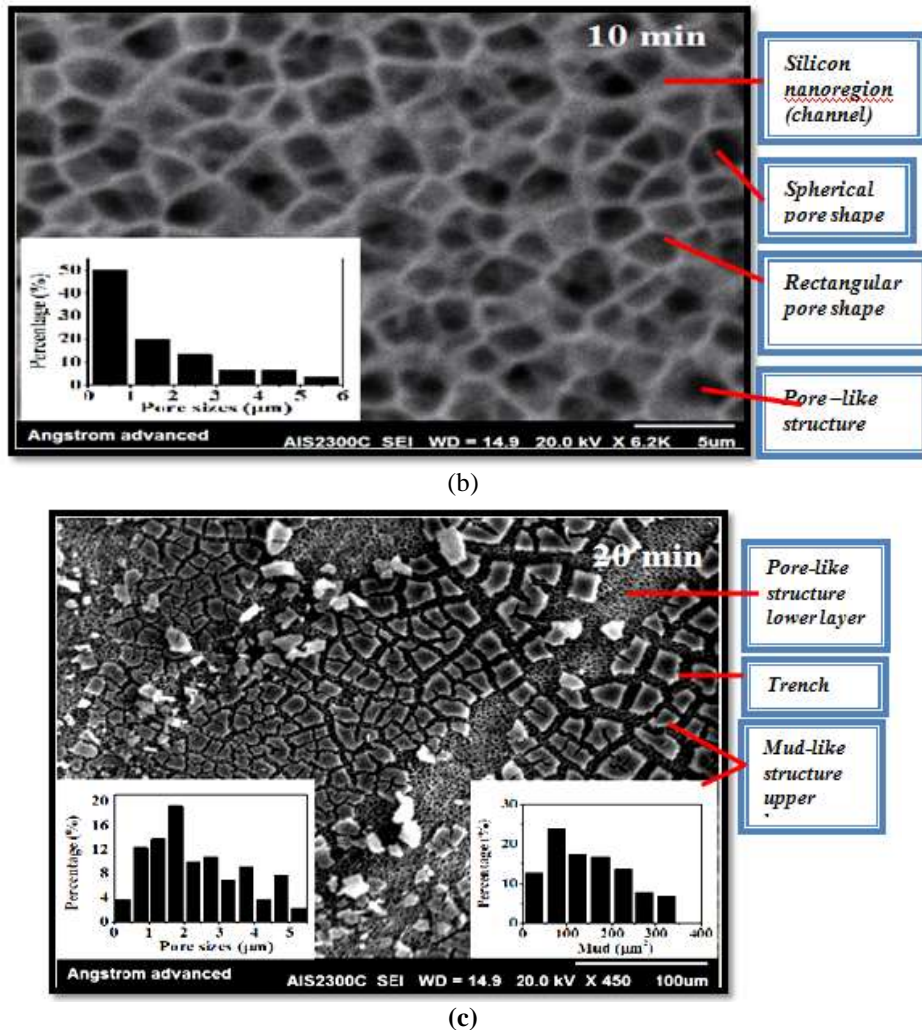 10 min
Silicon
nanoregion
(channel)
Spherical
pore shape
Rectangular
pore shape
Pore –like
structure
Percentage (%)
50
40
30
20
10
0
0 1 2 3 4 5 6
Pore sizes (μm)
Angstrom advanced
AIS2300C SEI WD = 14.9 20.0 kV X 6.2K 5um
(b)
20 min
Pore-like
structure
lower layer
Trench
Mud-like
structure
upper
Percentage (%)
20
16
12
8
4
0
0 1 2 3 4 5
Pore sizes (μm)
Percentage (%)
30
20
10
0
0 100 200 300 400
Mud (μm²)
Angstrom advanced
AIS2300C SEI WD = 14.9 20.0 kV X 450 100um
(c)